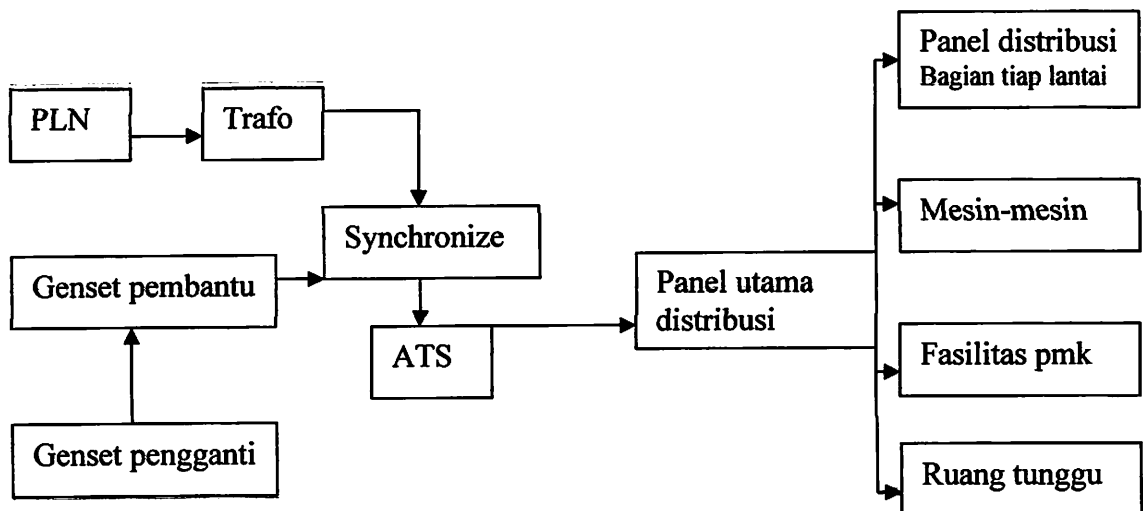 PLN
Trafo
Synchronize
Genset pembantu
ATS
Genset pengganti
Panel utama
distribusi
Panel distribusi
Bagian tiap lantai
Mesin-mesin
Fasilitas pmk
Ruang tunggu